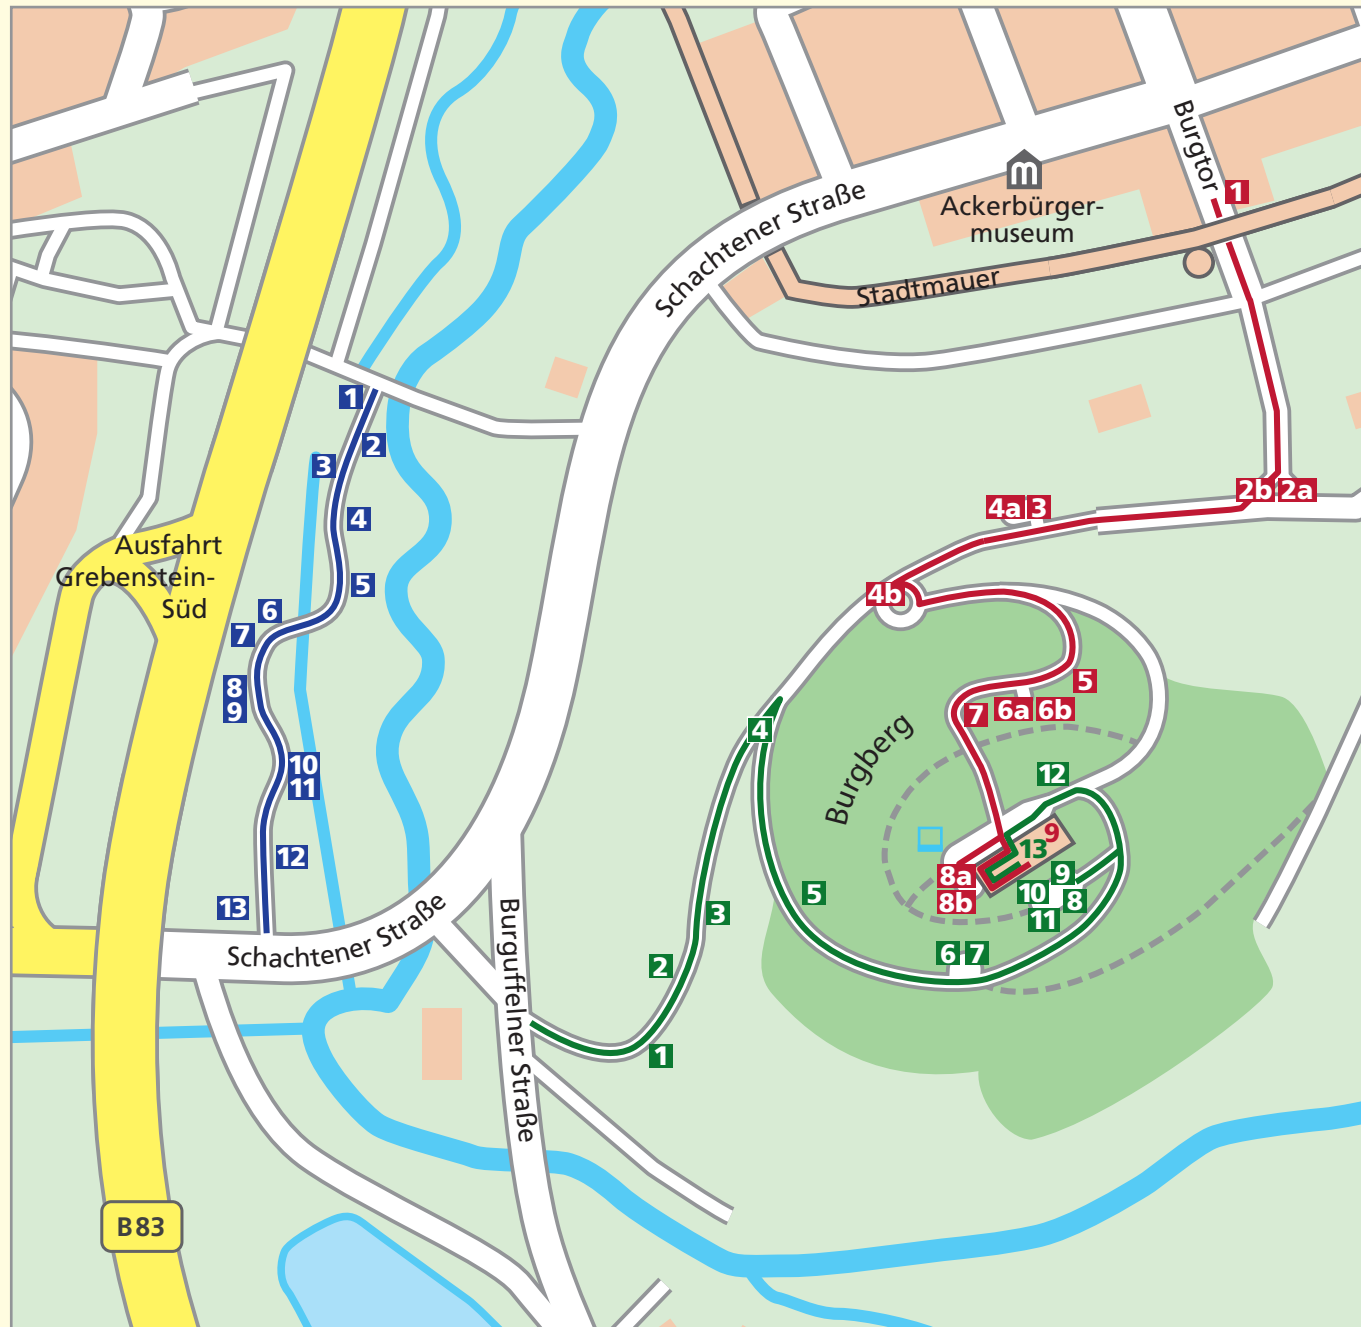 Burgtor
1
Ackerbürger-
museum
Schachtener Straße
Stadtmauer
1
2
3
4
5
6
7
8
9
10
11
12
13
2b
2a
4a
3
4b
5
6a
6b
7
8a
8b
9
Ausfahrt
Grebenstein-
Süd
Burgberg
4
12
13
5
9
10
8
11
6
7
3
2
1
Schachtener Straße
Burguffelner Straße
B 83